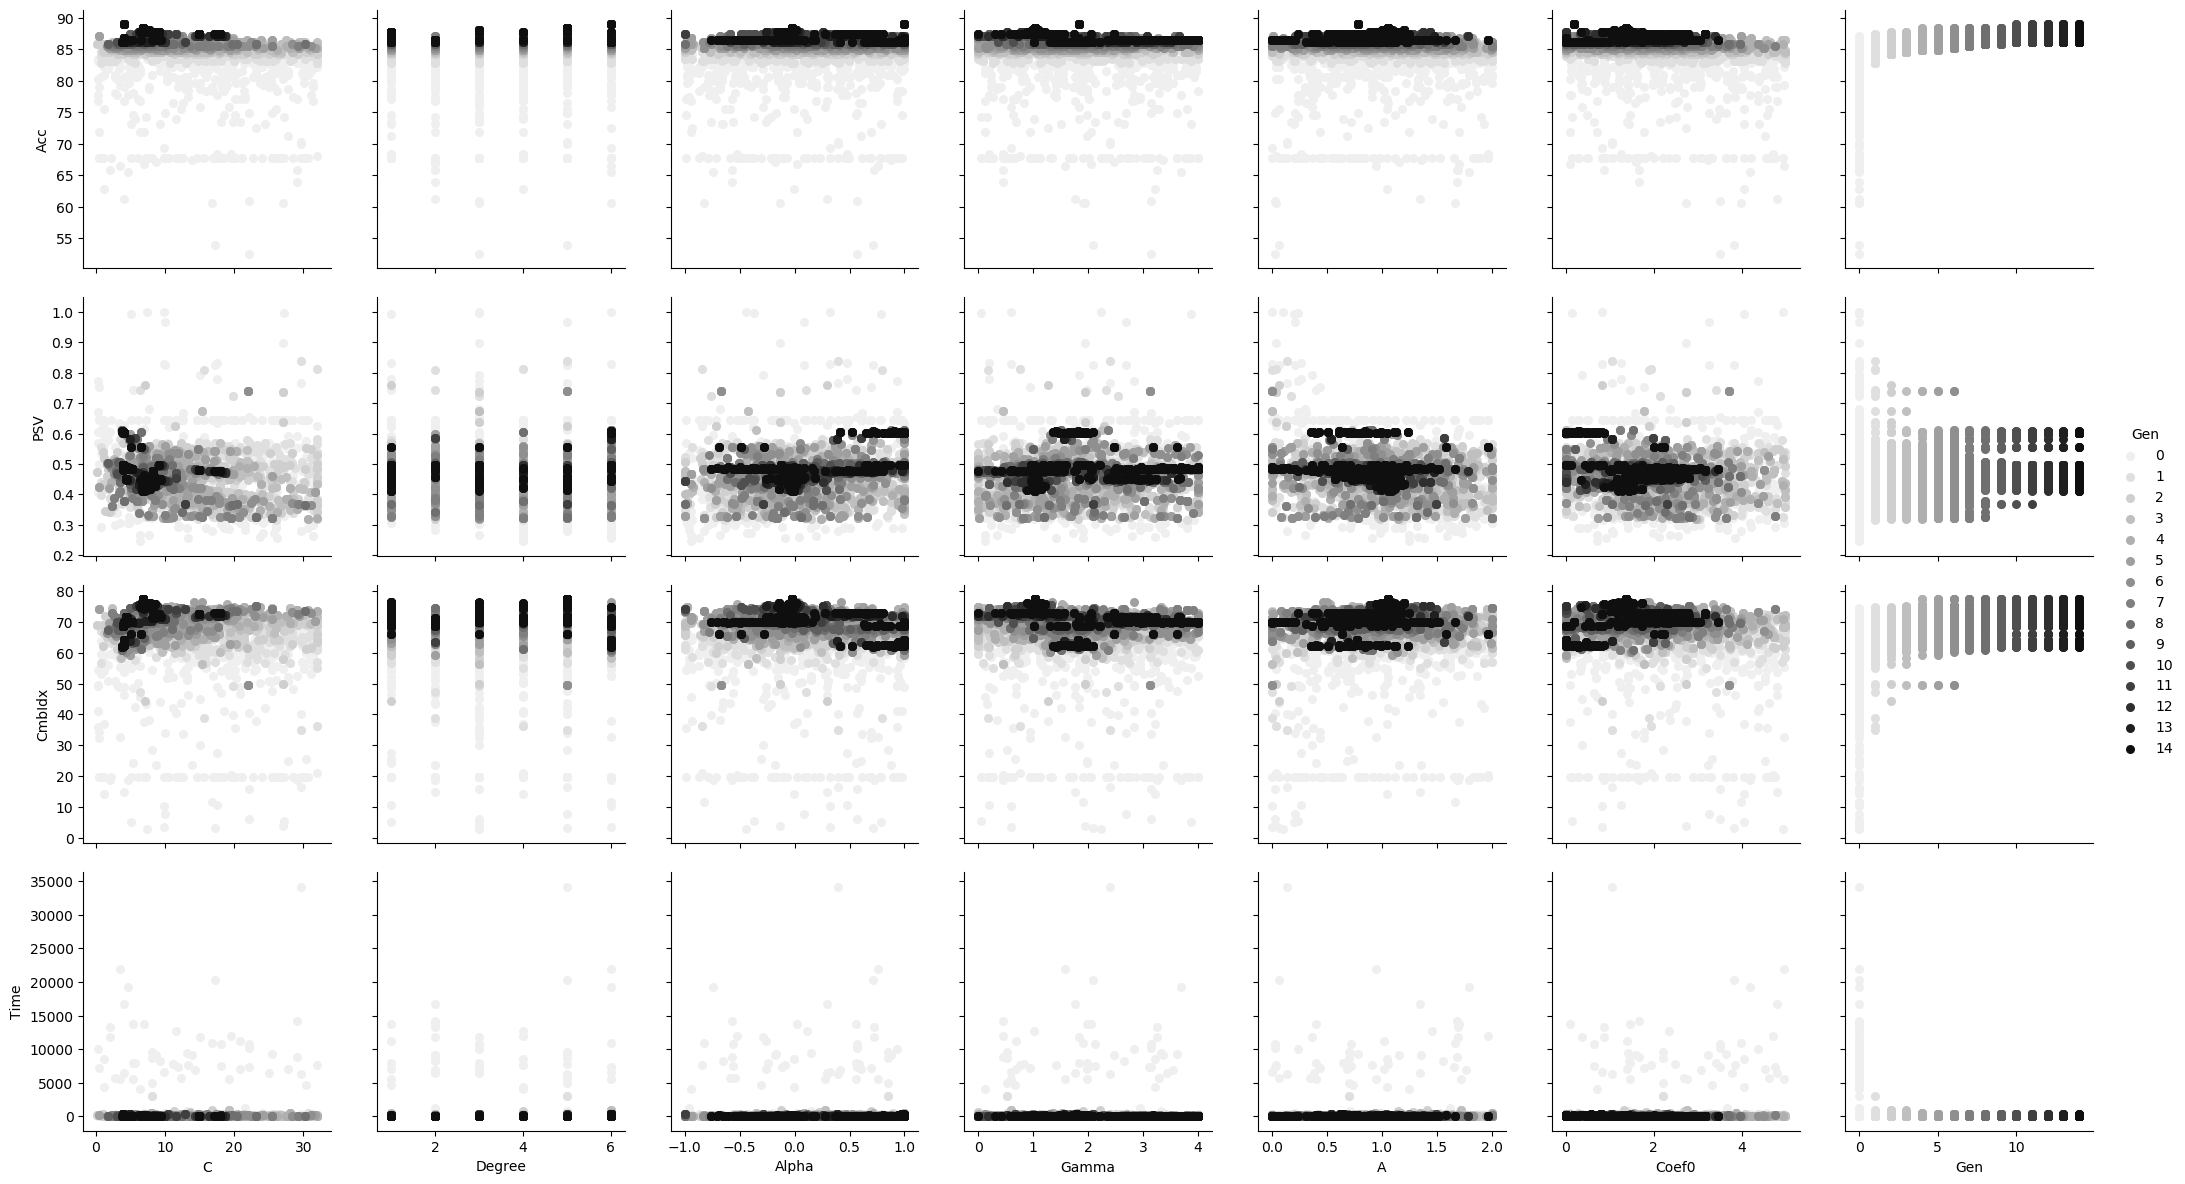 90
85
80
75
70
65
60
55
Acc
1.0
0.9
0.8
0.7
0.6
0.5
0.4
0.3
0.2
PSV
80
70
60
50
40
30
20
10
0
CmbIdx
35000
30000
25000
20000
15000
10000
5000
0
Time
0 10 20 30
C
2 4 6
Degree
−1.0 −0.5 0.0 0.5 1.0
Alpha
0 1 2 3 4
Gamma
0.0 0.5 1.0 1.5 2.0
A
0 2 4
Coef0
0 5 10
Gen
Gen
0
1
2
3
4
5
6
7
8
9
10
11
12
13
14